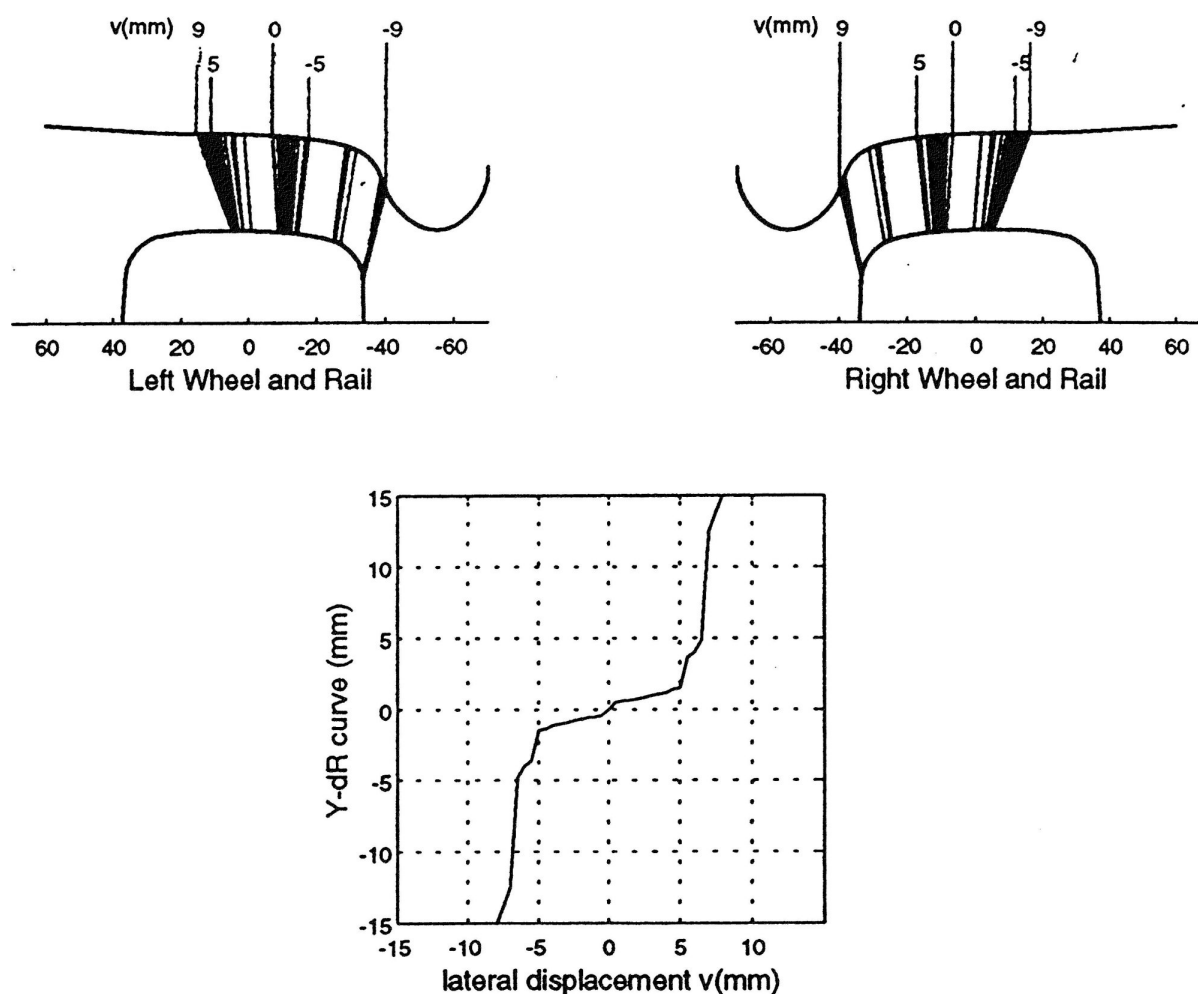 v(mm) 9 0 -9
5 -5
60 40 20 0 -20 -40 -60
Left Wheel and Rail
v(mm) 9 0 -9
5 -5
-60 -40 -20 0 20 40 60
Right Wheel and Rail
15
10
5
0
-5
-10
-15
Y-dR curve (mm)
-15 -10 -5 0 5 10
lateral displacement v(mm)